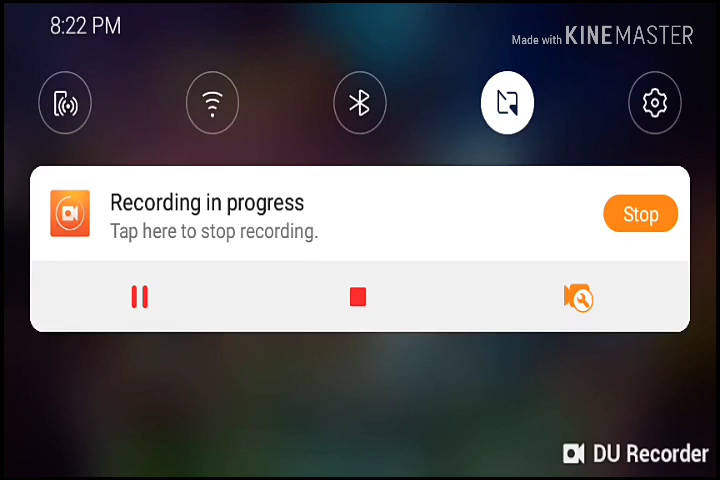 8:22 PM
Made with KINEMASTER
Recording in progress
Tap here to stop recording.
Stop
DU Recorder